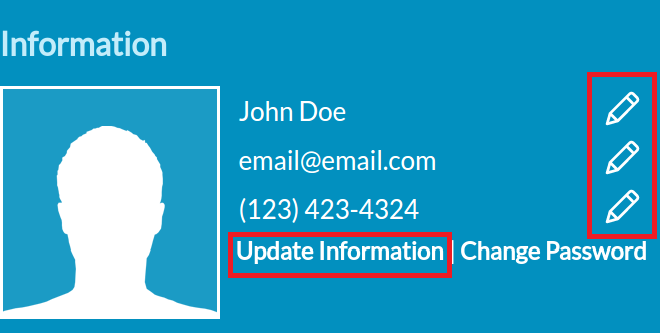 Information
John Doe
email@email.com
(123) 423-4324
Update Information | Change Password